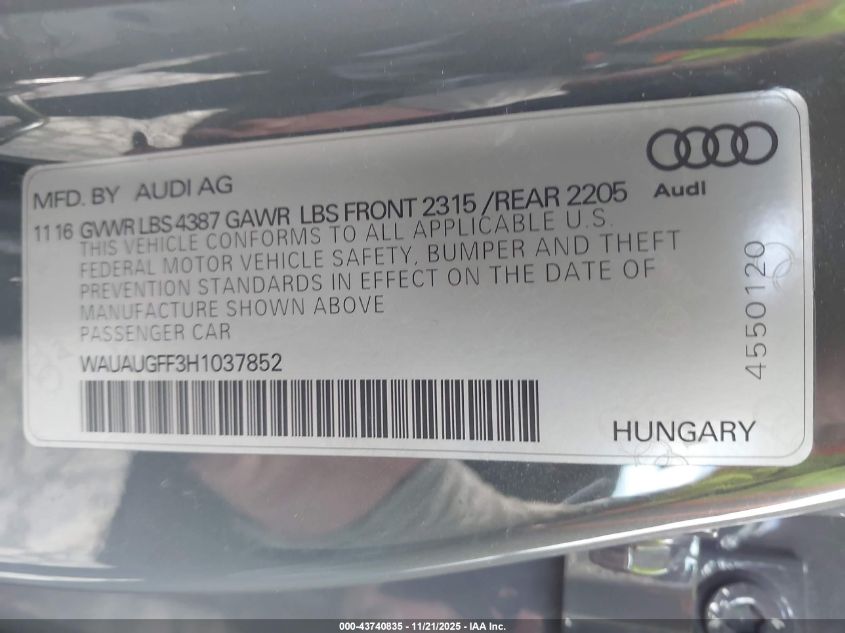 MFD. BY AUDI AG
Audi
11 16 GVWR LBS 4387 GAWR LBS FRONT 2315 /REAR 2205
THIS VEHICLE CONFORMS TO ALL APPLICABLE U.S.
FEDERAL MOTOR VEHICLE SAFETY, BUMPER AND THEFT
PREVENTION STANDARDS IN EFFECT ON THE DATE OF
MANUFACTURE SHOWN ABOVE
PASSENGER CAR
WAUAUGFF3H1037852
4550120
HUNGARY
000-43740835 - 11/21/2025 - IAA Inc.